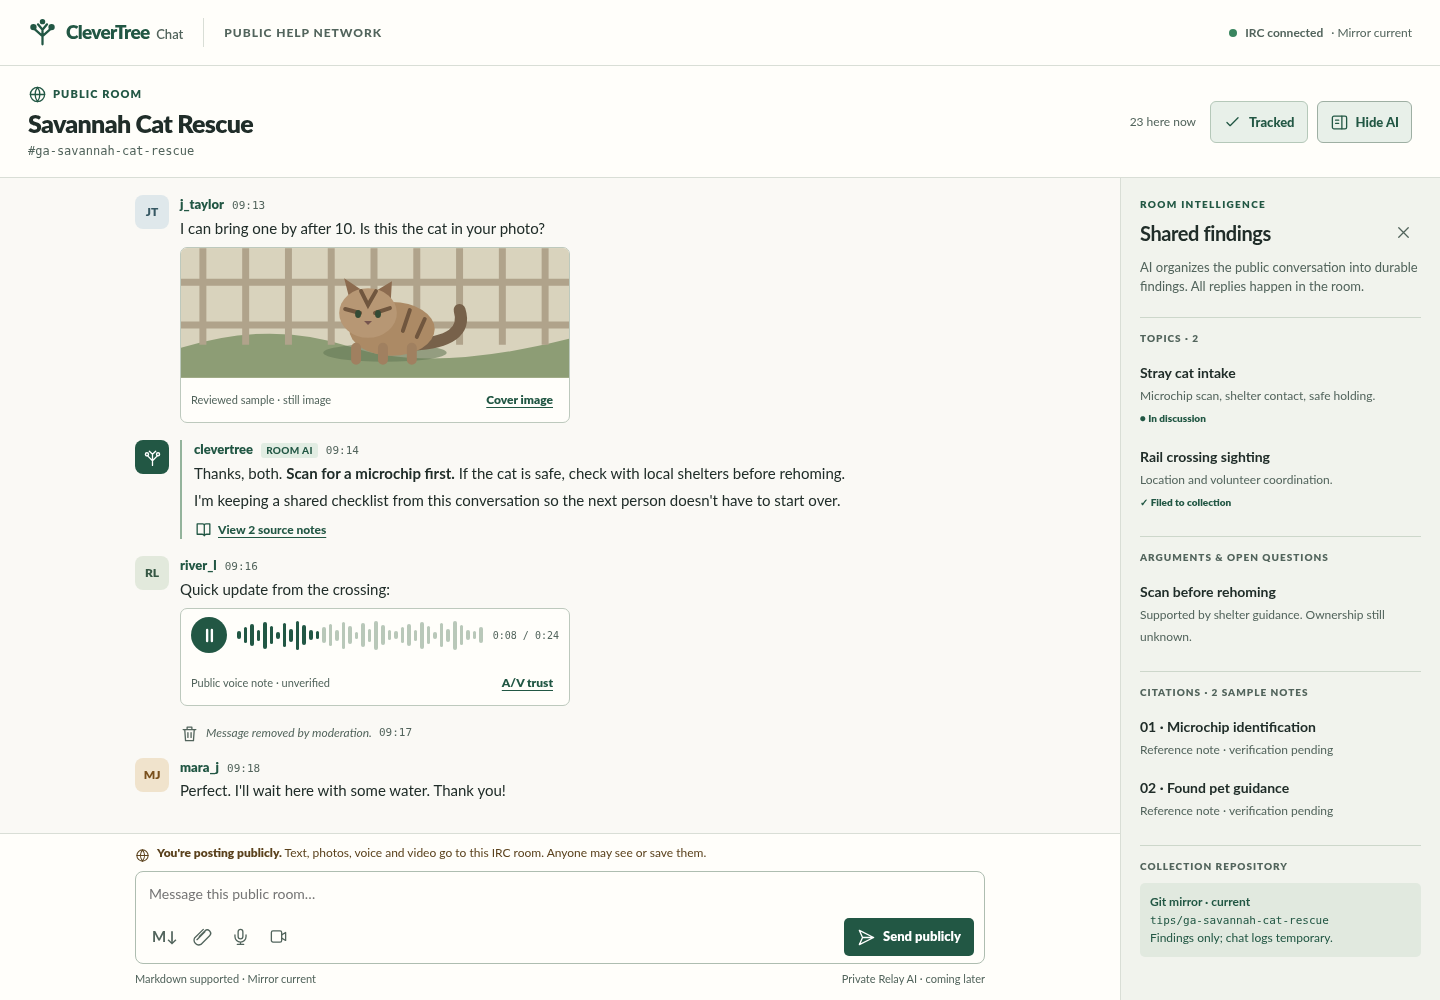 CleverTree Chat
PUBLIC HELP NETWORK
IRC connected · Mirror current
PUBLIC ROOM
Savannah Cat Rescue
#ga-savannah-cat-rescue
23 here now
Tracked
Hide AI
JT
j_taylor 09:13
I can bring one by after 10. Is this the cat in your photo?
Reviewed sample · still image
Cover image
clevertree ROOM AI 09:14
Thanks, both. Scan for a microchip first. If the cat is safe, check with local shelters before rehoming.
I'm keeping a shared checklist from this conversation so the next person doesn't have to start over.
View 2 source notes
RL
river_l 09:16
Quick update from the crossing:
0:08 / 0:24
Public voice note · unverified
A/V trust
Message removed by moderation. 09:17
MJ
mara_j 09:18
Perfect. I'll wait here with some water. Thank you!
You're posting publicly. Text, photos, voice and video go to this IRC room. Anyone may see or save them.
Message this public room...
M↓
Send publicly
Markdown supported · Mirror current
Private Relay AI · coming later
ROOM INTELLIGENCE
Shared findings
AI organizes the public conversation into durable
findings. All replies happen in the room.
TOPICS · 2
Stray cat intake
Microchip scan, shelter contact, safe holding.
● In discussion
Rail crossing sighting
Location and volunteer coordination.
✓ Filed to collection
ARGUMENTS & OPEN QUESTIONS
Scan before rehoming
Supported by shelter guidance. Ownership still
unknown.
CITATIONS · 2 SAMPLE NOTES
01 · Microchip identification
Reference note · verification pending
02 · Found pet guidance
Reference note · verification pending
COLLECTION REPOSITORY
Git mirror · current
tips/ga-savannah-cat-rescue
Findings only; chat logs temporary.